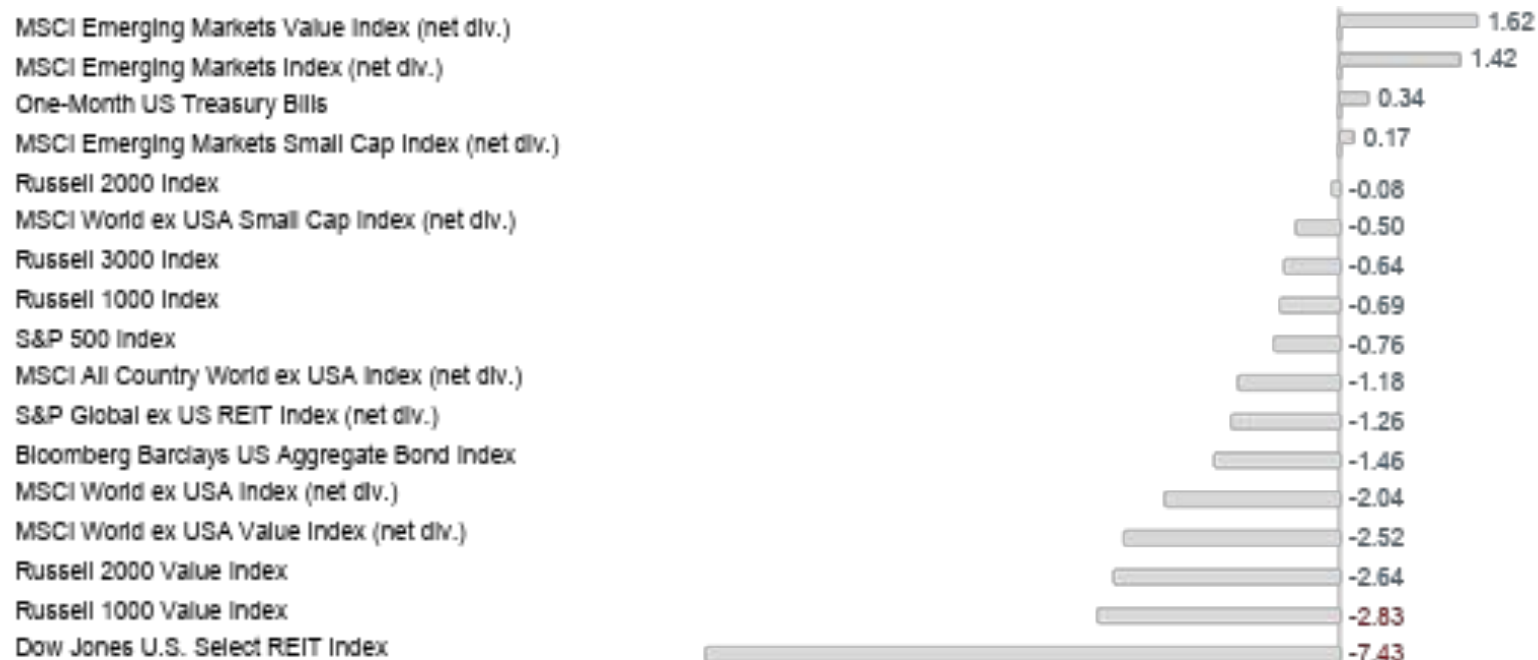 MSCI Emerging Markets Value Index (net div.) 1.62
MSCI Emerging Markets Index (net div.) 1.42
One-Month US Treasury Bills 0.34
MSCI Emerging Markets Small Cap Index (net div.) 0.17
Russell 2000 Index -0.08
MSCI World ex USA Small Cap Index (net div.) -0.50
Russell 3000 Index -0.64
Russell 1000 Index -0.69
S&P 500 Index -0.76
MSCI All Country World ex USA Index (net div.) -1.18
S&P Global ex US REIT Index (net div.) -1.26
Bloomberg Barclays US Aggregate Bond Index -1.46
MSCI World ex USA Index (net div.) -2.04
MSCI World ex USA Value Index (net div.) -2.52
Russell 2000 Value Index -2.64
Russell 1000 Value Index -2.83
Dow Jones U.S. Select REIT Index -7.43